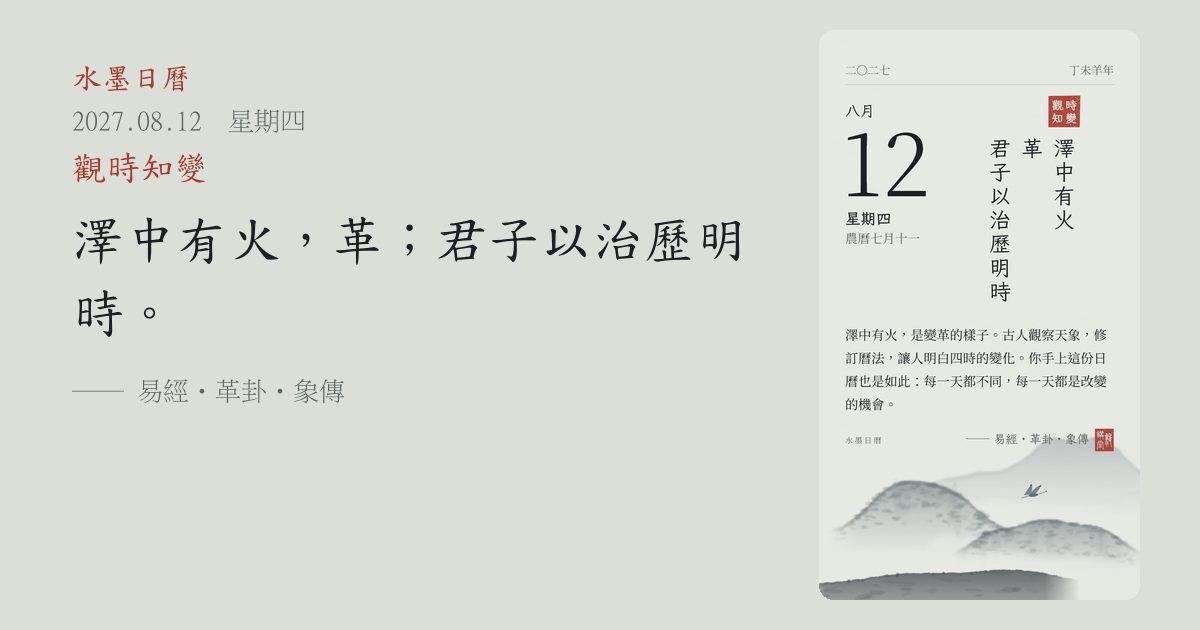 水墨日曆
2027.08.12 星期四
觀時知變
澤中有火，革；君子以治歷明
時。
—— 易經・革卦・象傳
二〇二七
丁未羊年
八月
12
星期四
農曆七月十一
觀時知變
澤中有火
革
君子以治歷明時
澤中有火，是變革的樣子。古人觀察天象，修
訂曆法，讓人明白四時的變化。你手上這份日
曆也是如此：每一天都不同，每一天都是改變
的機會。
水墨日曆
—— 易經・革卦・象傳